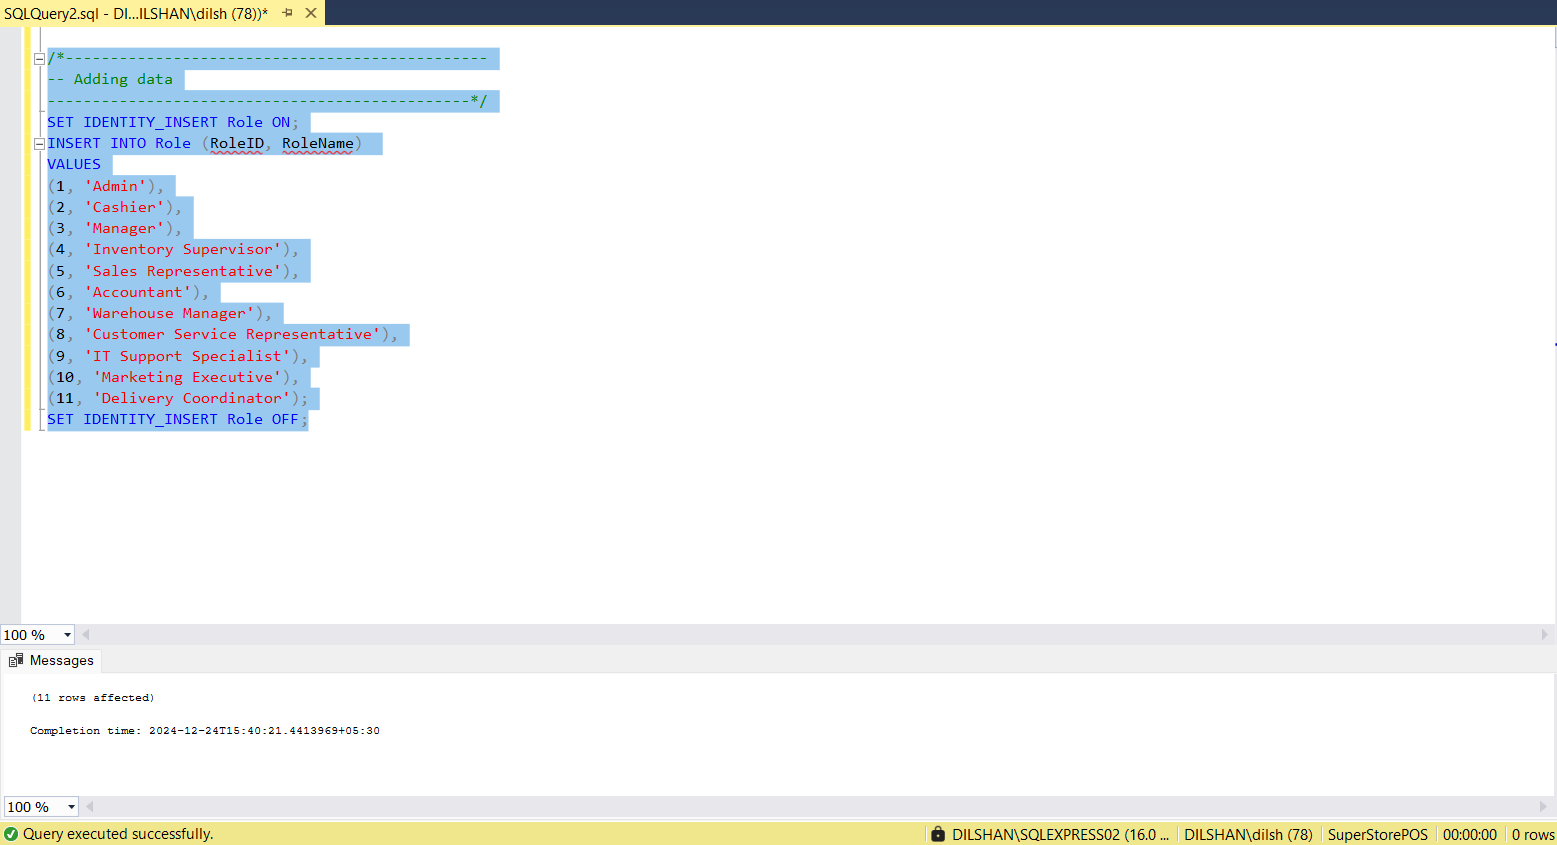 SQLQuery2.sql - DI...ILSHAN\dilsh (78))*
/*-----------------------------------------------
-- Adding data
-----------------------------------------------*/
SET IDENTITY_INSERT Role ON;
INSERT INTO Role (RoleID, RoleName)
VALUES
(1, 'Admin'),
(2, 'Cashier'),
(3, 'Manager'),
(4, 'Inventory Supervisor'),
(5, 'Sales Representative'),
(6, 'Accountant'),
(7, 'Warehouse Manager'),
(8, 'Customer Service Representative'),
(9, 'IT Support Specialist'),
(10, 'Marketing Executive'),
(11, 'Delivery Coordinator');
SET IDENTITY_INSERT Role OFF;
100 %
Messages
(11 rows affected)
Completion time: 2024-12-24T15:40:21.4413969+05:30
100 %
Query executed successfully. DILSHAN\SQLEXPRESS02 (16.0 ... DILSHAN\dilsh (78) SuperStorePOS 00:00:00 0 rows